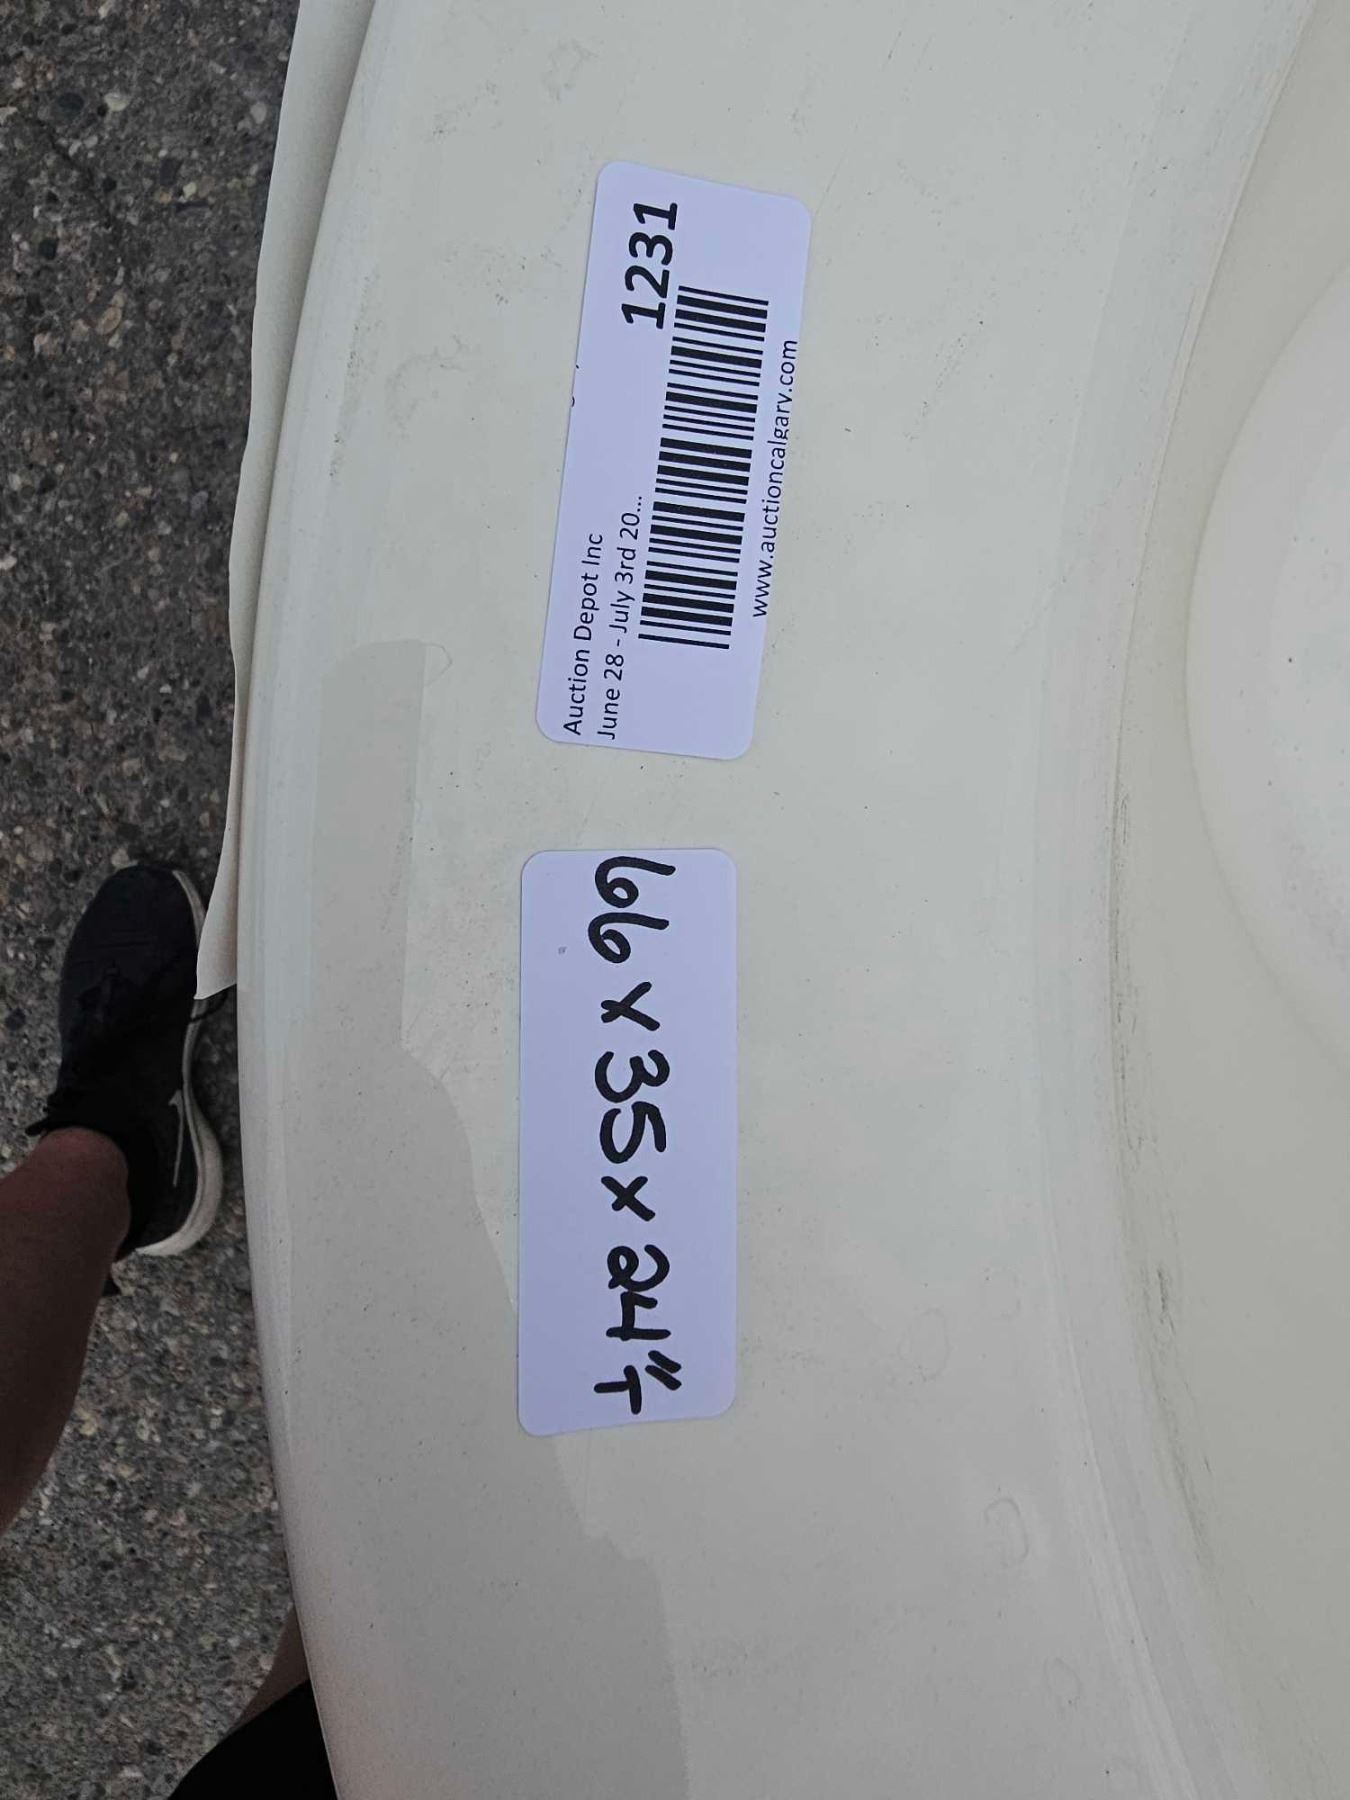 1231
Auction Depot Inc
June 28 - July 3rd 20...
www.auctioncalgary.com
66 x 35 x 24"T